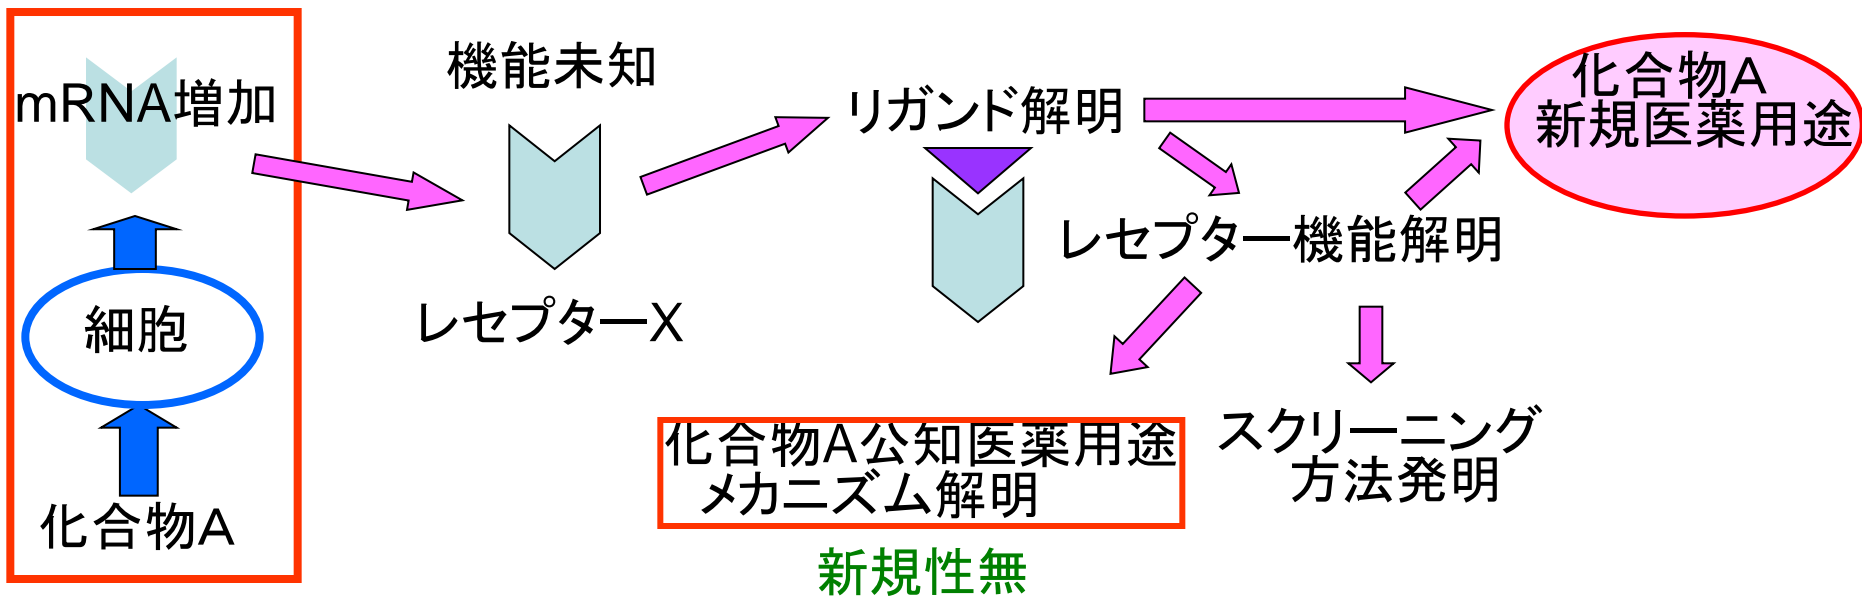 mRNA増加
細胞
化合物A
機能未知
レセプターX
リガンド解明
レセプター機能解明
化合物A
新規医薬用途
化合物A公知医薬用途
メカニズム解明
新規性無
スクリーニング
方法発明